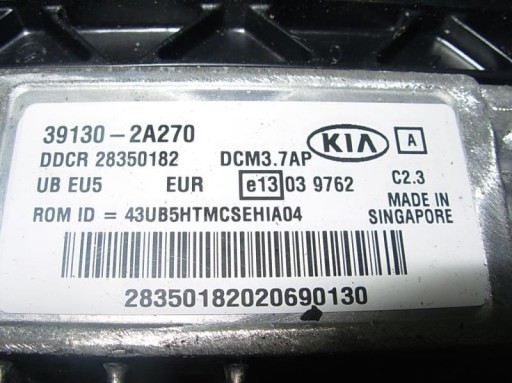 39130 - 2A270 KIA A
DDCR 28350182 DCM3.7AP
UB EU5 EUR e13 03 9762 C2.3
ROM ID = 43UB5HTMCSEHIA04 MADE IN
SINGAPORE
28350182020690130